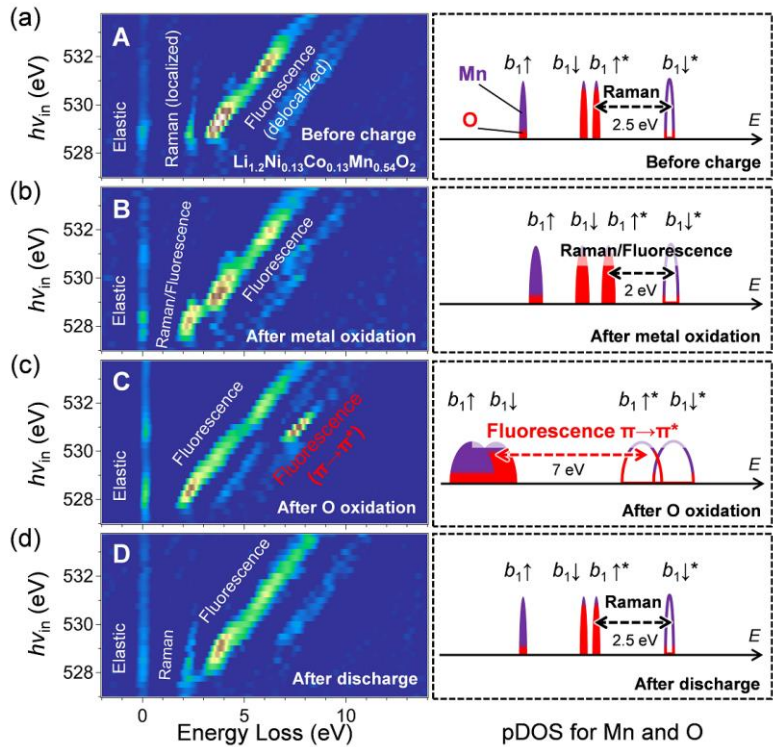 (a)
A
hν_in (eV)
532
530
528
Elastic
Raman (localized)
Fluorescence
(delocalized)
Before charge
Li₁.₂Ni₀.₁₃Co₀.₁₃Mn₀.₅₄O₂
b₁↑ b₁↓ b₁↑* b₁↓*
Mn
O
Raman
2.5 eV
E
Before charge
(b)
B
hν_in (eV)
532
530
528
Elastic
Raman/Fluorescence
Fluorescence
After metal oxidation
b₁↑ b₁↓ b₁↑* b₁↓*
Raman/Fluorescence
2 eV
E
After metal oxidation
(c)
C
hν_in (eV)
532
530
528
Elastic
Fluorescence
Fluorescence
(π→π*)
After O oxidation
b₁↑ b₁↓ b₁↑* b₁↓*
Fluorescence π→π*
7 eV
E
After O oxidation
(d)
D
hν_in (eV)
532
530
528
Elastic
Raman
Fluorescence
After discharge
0 5 10
Energy Loss (eV)
b₁↑ b₁↓ b₁↑* b₁↓*
Raman
2.5 eV
E
After discharge
pDOS for Mn and O